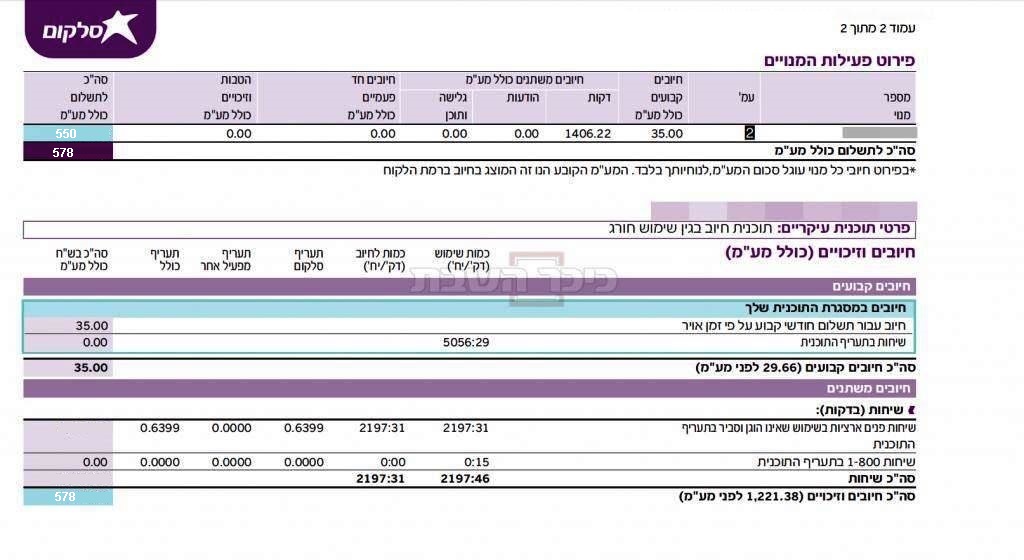 סלקום
עמוד 2 מתוך 2
פירוט פעילות המנויים
מספר מנוי עמ' חיובים קבועים כולל מע"מ חיובים משתנים כולל מע"מ דקות הודעות גלישה ותוכן חיובים חד פעמיים כולל מע"מ הטבות וזיכויים כולל מע"מ סה"כ לתשלום כולל מע"מ
2 35.00 1406.22 0.00 0.00 0.00 0.00 550
סה"כ לתשלום כולל מע"מ 578
*בפירוט חיובי כל מנוי עוגל סכום המע"מ,לנוחיותך בלבד. המע"מ הקובע הנו זה המוצג בחיוב ברמת הלקוח
פרטי תוכנית עיקריים: תוכנית חיוב בגין שימוש חורג
חיובים וזיכויים (כולל מע"מ) כמות שימוש (דק'/יח') כמות לחיוב (דק'/יח') תעריף סלקום תעריף מפעיל אחר תעריף כולל סה"כ בש"ח כולל מע"מ
כיכר השבת
חיובים קבועים
חיובים במסגרת התוכנית שלך
חיוב עבור תשלום חודשי קבוע על פי זמן אויר 35.00
שיחות בתעריף התוכנית 5056:29 0.00
סה"כ חיובים קבועים (29.66 לפני מע"מ) 35.00
חיובים משתנים
שיחות (בדקות):
שיחות פנים ארציות בשימוש שאינו הוגן וסביר בתעריף 2197:31 2197:31 0.6399 0.0000 0.6399
התוכנית
שיחות 1-800 בתעריף התוכנית 0:15 0:00 0.0000 0.0000 0.0000 0.00
סה"כ שיחות 2197:46 2197:31
סה"כ חיובים וזיכויים (1,221.38 לפני מע"מ) 578